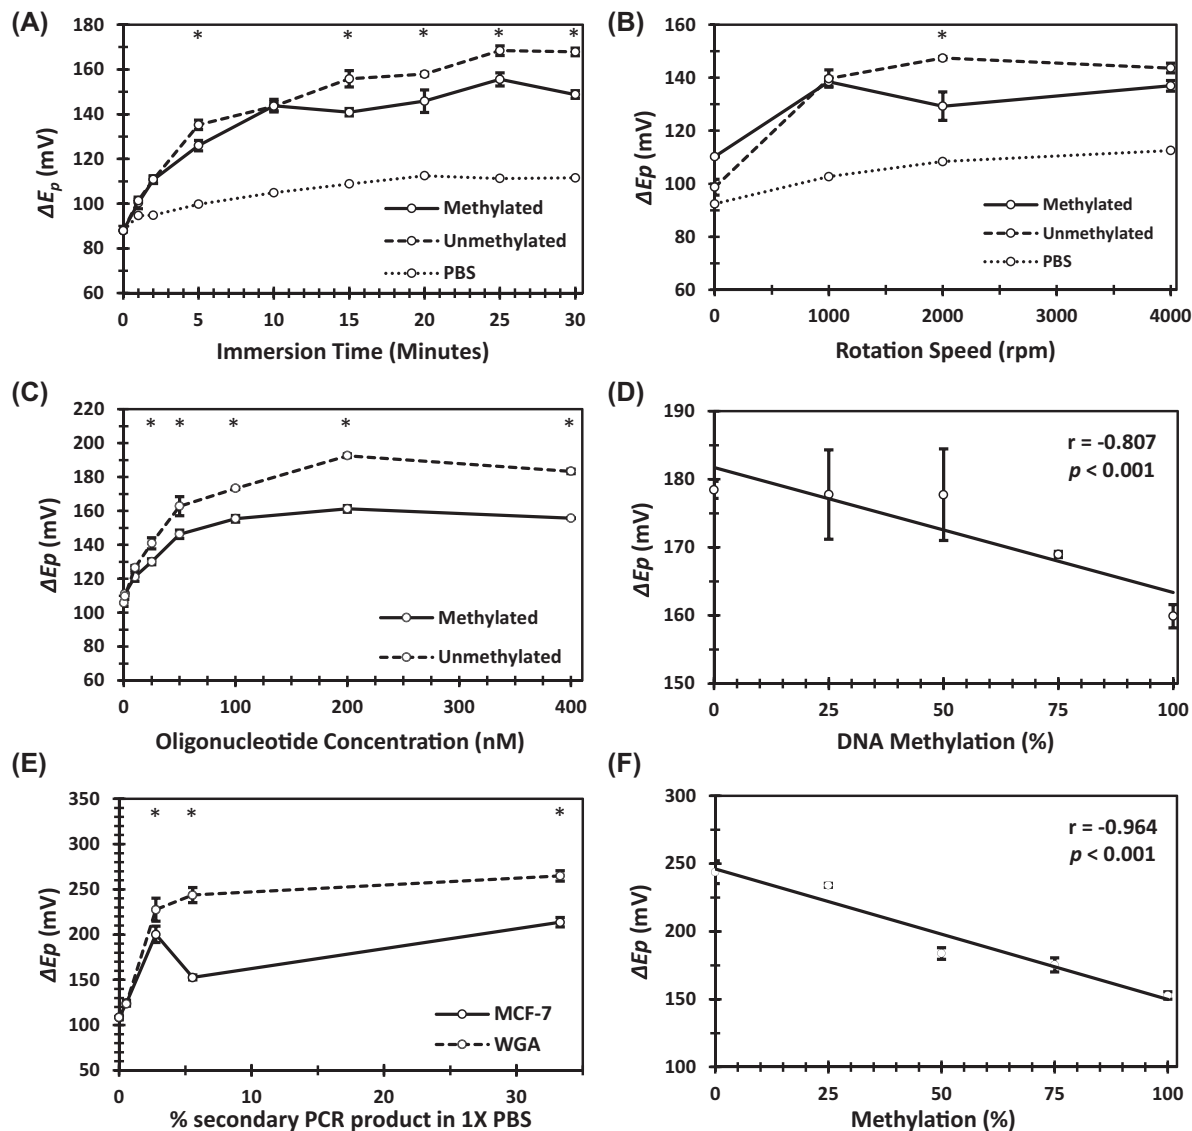 (A)
180
160
140
120
100
80
60
ΔEp (mV)
* * * * *
Methylated
Unmethylated
PBS
0 5 10 15 20 25 30
Immersion Time (Minutes)
(B)
160
140
120
100
80
60
ΔEp (mV)
*
Methylated
Unmethylated
PBS
0 1000 2000 3000 4000
Rotation Speed (rpm)
(C)
220
200
180
160
140
120
100
80
60
ΔEp (mV)
* * * * *
Methylated
Unmethylated
0 100 200 300 400
Oligonucleotide Concentration (nM)
(D)
190
180
170
160
150
ΔEp (mV)
r = -0.807
p < 0.001
0 25 50 75 100
DNA Methylation (%)
(E)
350
300
250
200
150
100
50
ΔEp (mV)
* * *
MCF-7
WGA
0 10 20 30
% secondary PCR product in 1X PBS
(F)
300
250
200
150
100
ΔEp (mV)
r = -0.964
p < 0.001
0 25 50 75 100
Methylation (%)